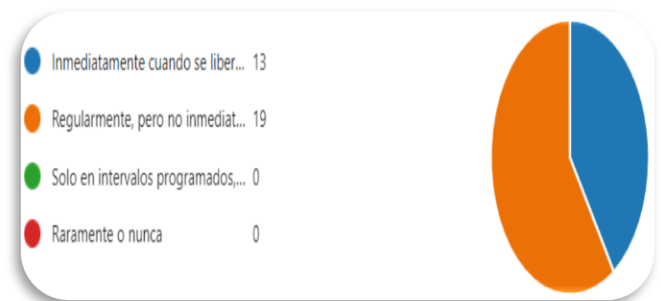 Inmediatamente cuando se liber... 13
Regularmente, pero no inmediat... 19
Solo en intervalos programados,... 0
Raramente o nunca 0